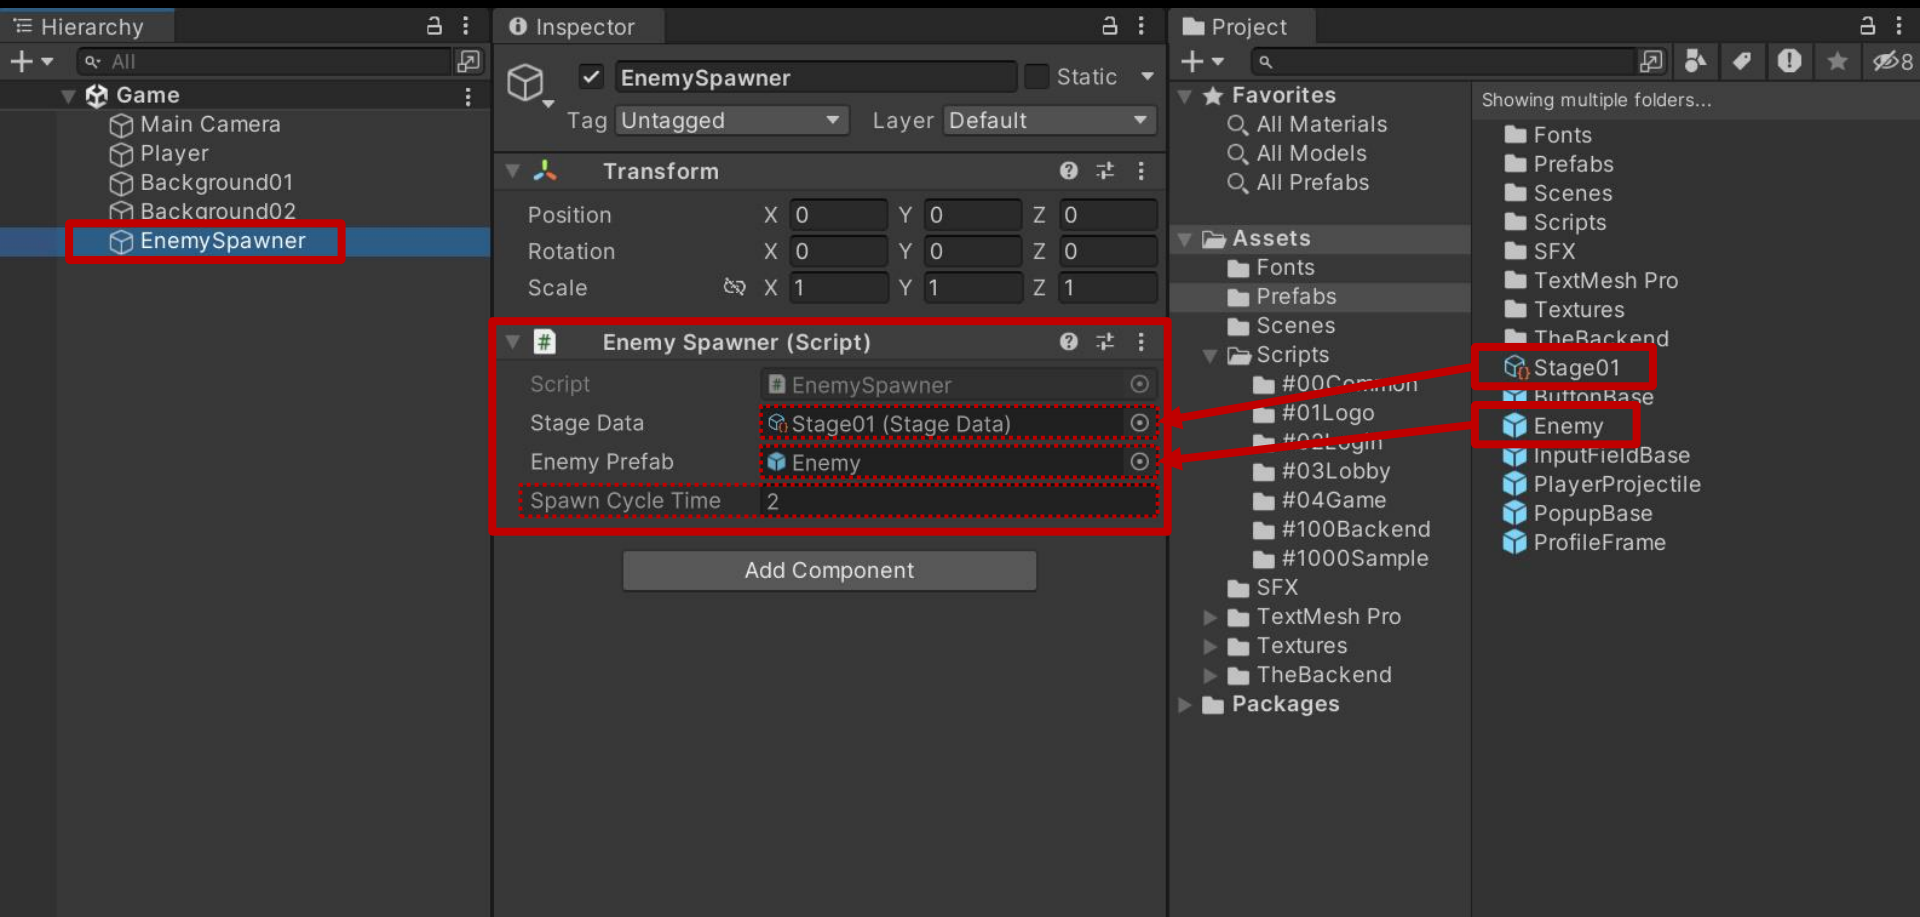 Hierarchy
All
Game
Main Camera
Player
Background01
Background02
EnemySpawner
Inspector
EnemySpawner
Static
Tag Untagged
Layer Default
Transform
Position X 0 Y 0 Z 0
Rotation X 0 Y 0 Z 0
Scale X 1 Y 1 Z 1
Enemy Spawner (Script)
Script # EnemySpawner
Stage Data Stage01 (Stage Data)
Enemy Prefab Enemy
Spawn Cycle Time 2
Add Component
Project
8
Favorites
All Materials
All Models
All Prefabs
Assets
Fonts
Prefabs
Scenes
Scripts
#00Common
#01Logo
#02Login
#03Lobby
#04Game
#100Backend
#1000Sample
SFX
TextMesh Pro
Textures
TheBackend
Packages
Showing multiple folders...
Fonts
Prefabs
Scenes
Scripts
SFX
TextMesh Pro
Textures
TheBackend
Stage01
ButtonBase
Enemy
InputFieldBase
PlayerProjectile
PopupBase
ProfileFrame